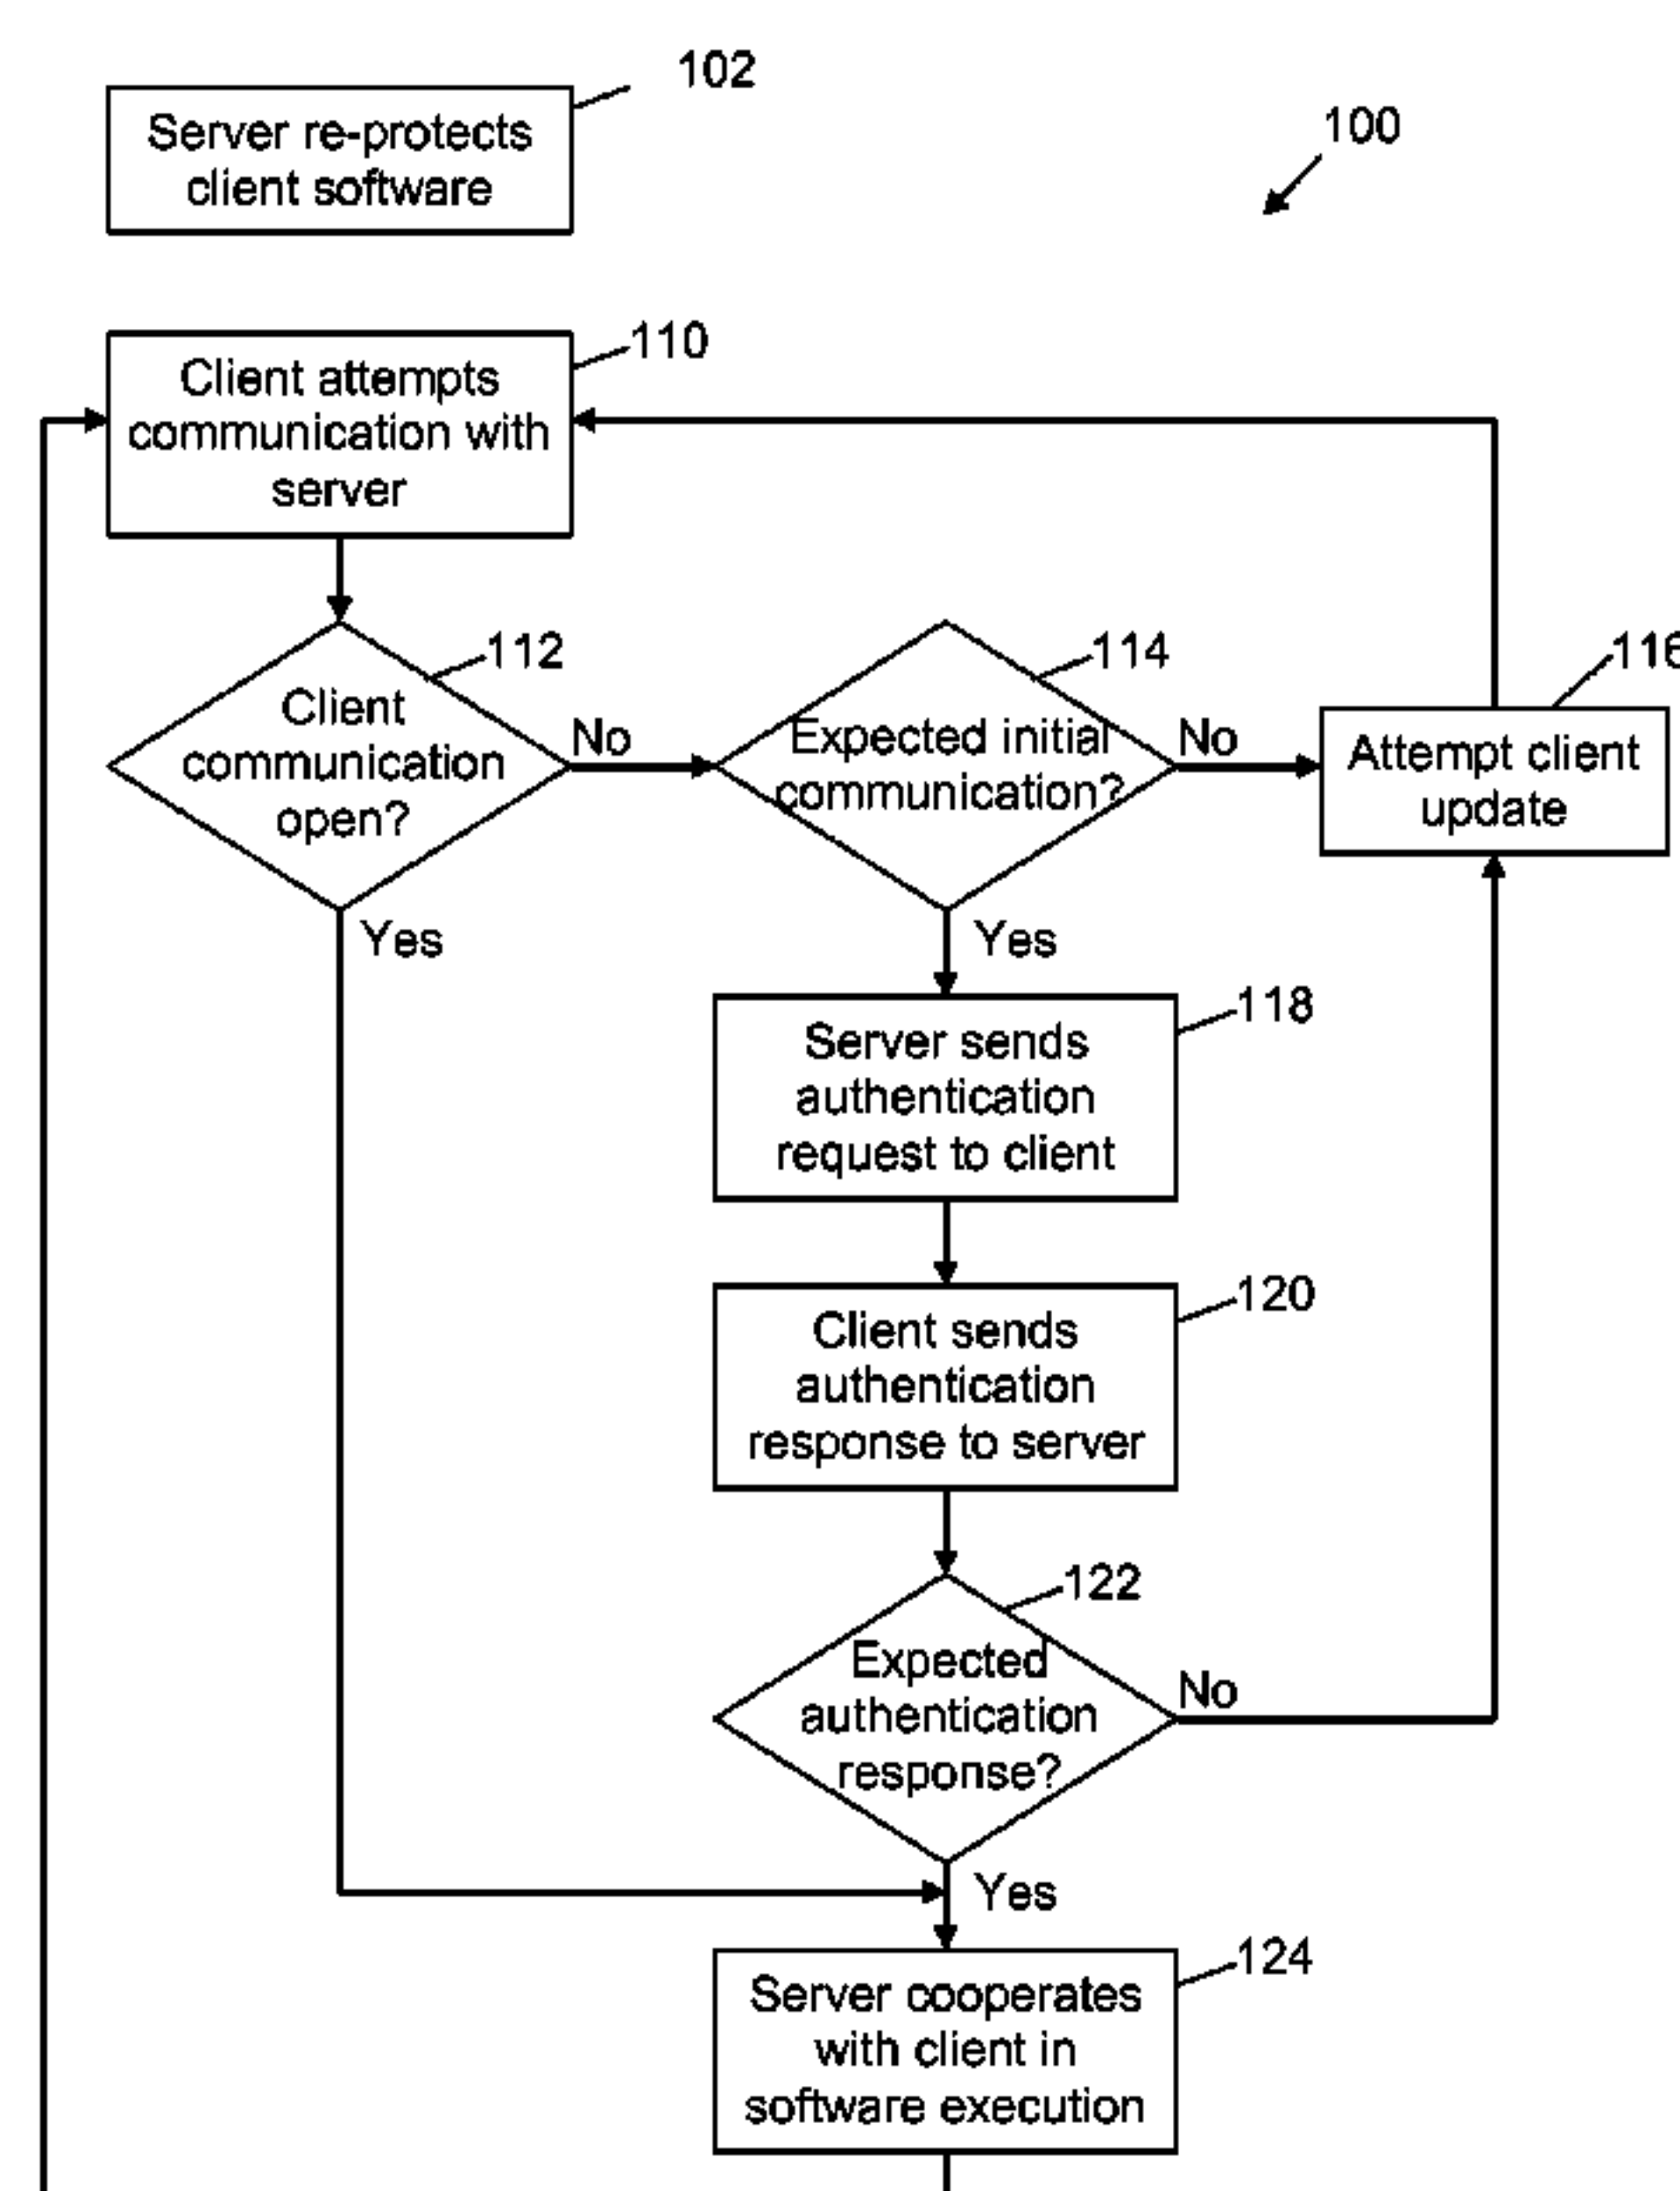 102
Server re-protects
client software
100
110
Client attempts
communication with
server
112
Client
communication
open?
No
Yes
114
Expected initial
communication?
No
Yes
116
Attempt client
update
118
Server sends
authentication
request to client
120
Client sends
authentication
response to server
122
Expected
authentication
response?
No
Yes
124
Server cooperates
with client in
software execution